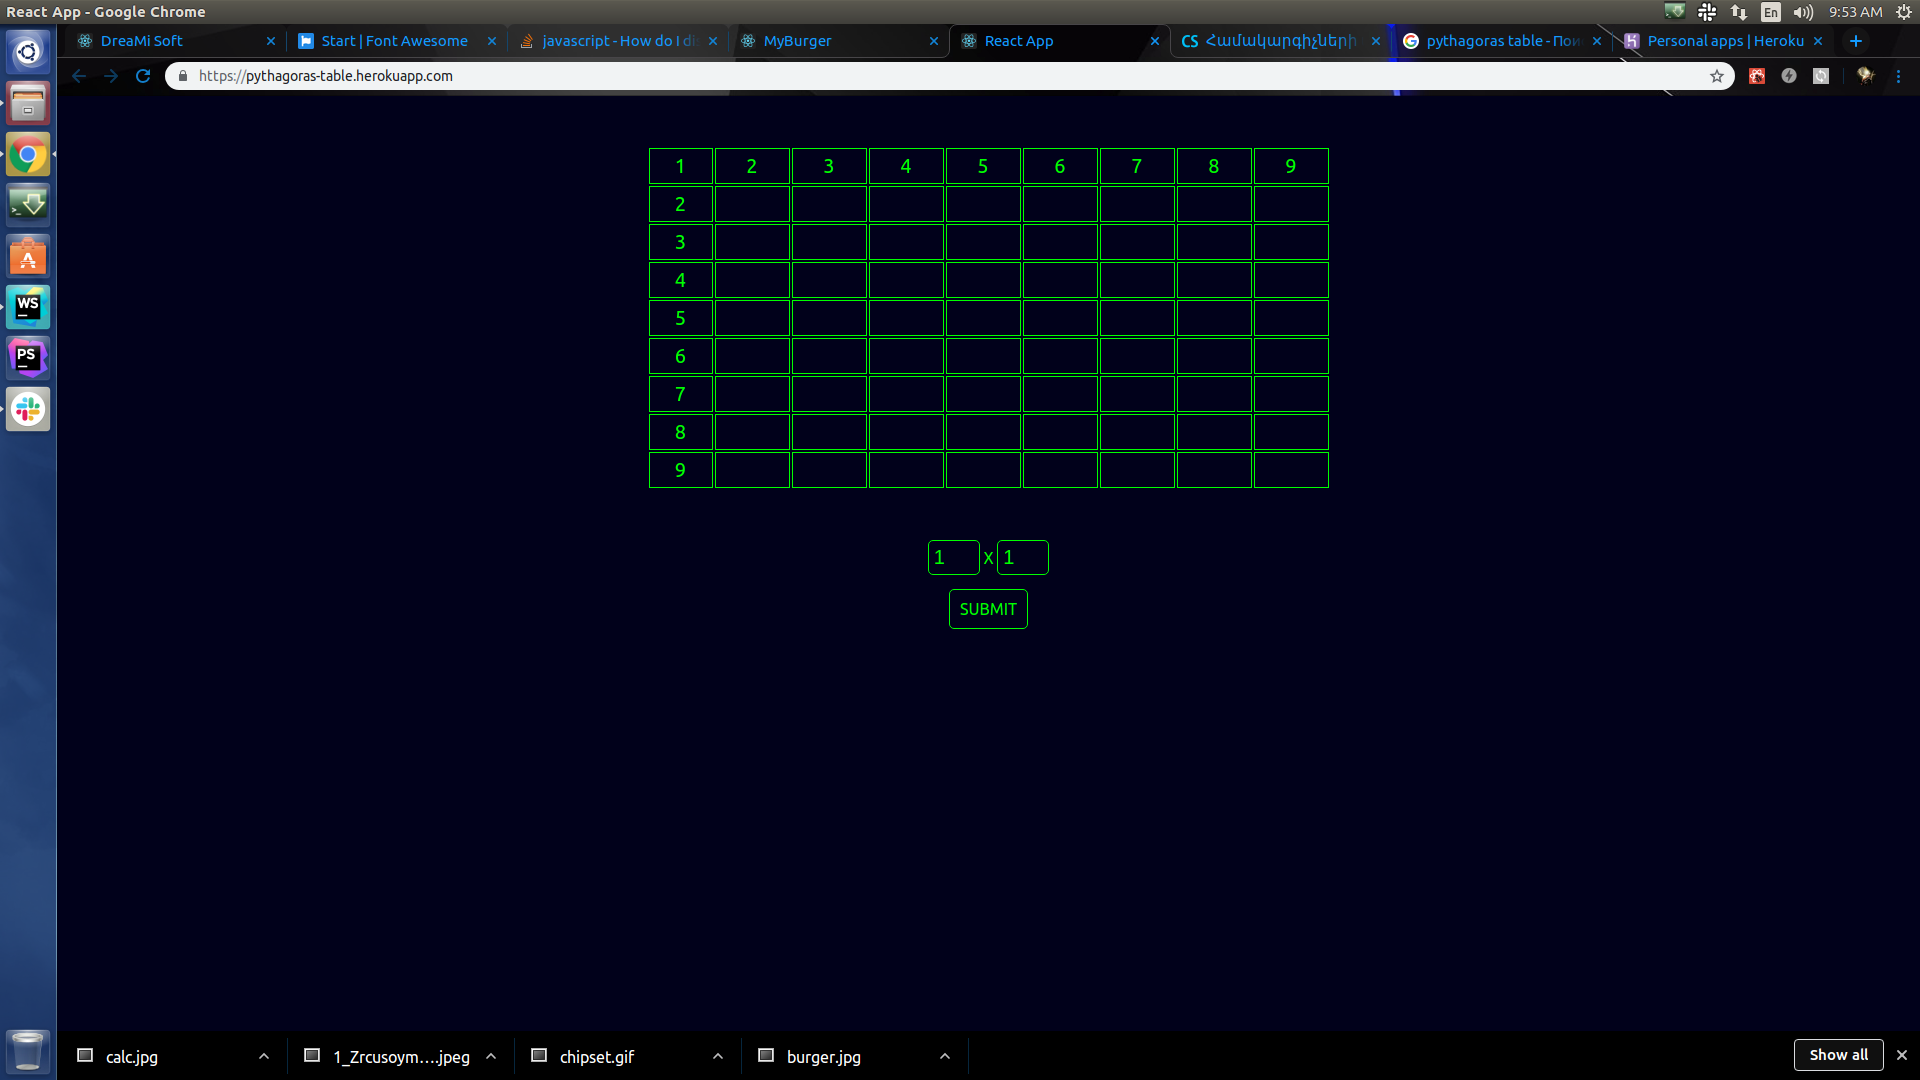 React App - Google Chrome
En
9:53 AM
DreaMi Soft
Start | Font Awesome
javascript - How do I di
MyBurger
React App
CS Համակարգիչների
pythagoras table - Пои
Personal apps | Heroku
https://pythagoras-table.herokuapp.com
1 2 3 4 5 6 7 8 9
2
3
4
5
6
7
8
9
1 X 1
SUBMIT
WS
PS
calc.jpg
1_Zrcusoym....jpeg
chipset.gif
burger.jpg
Show all